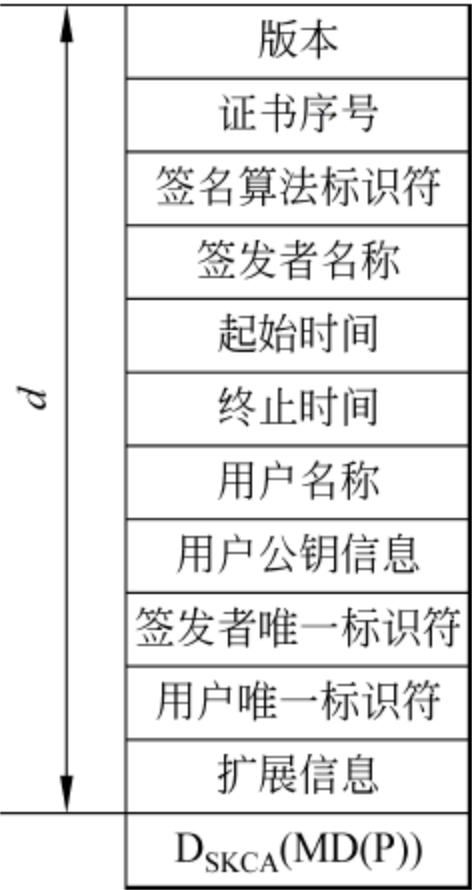 版本
证书序号
签名算法标识符
签发者名称
起始时间
终止时间
d
用户名称
用户公钥信息
签发者唯一标识符
用户唯一标识符
扩展信息
D_SKCA(MD(P))